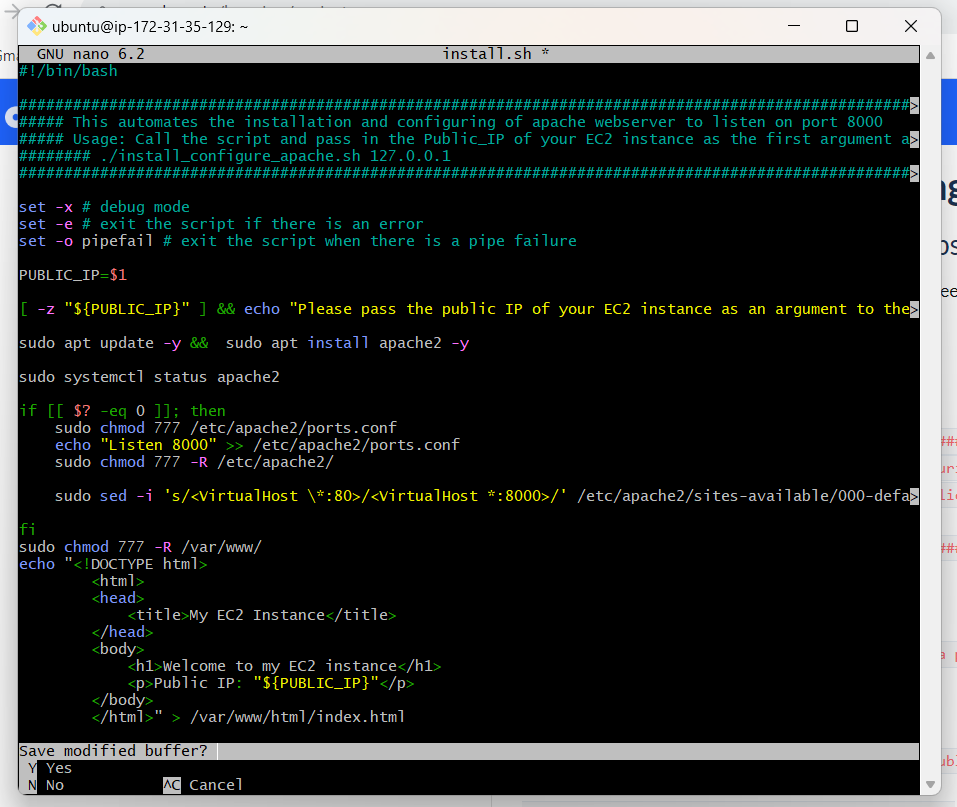 ubuntu@ip-172-31-35-129: ~
GNU nano 6.2 install.sh *
#!/bin/bash
###################################################################################################>
##### This automates the installation and configuring of apache webserver to listen on port 8000
##### Usage: Call the script and pass in the Public_IP of your EC2 instance as the first argument a>
######## ./install_configure_apache.sh 127.0.0.1
###################################################################################################>
set -x # debug mode
set -e # exit the script if there is an error
set -o pipefail # exit the script when there is a pipe failure
PUBLIC_IP=$1
[ -z "${PUBLIC_IP}" ] && echo "Please pass the public IP of your EC2 instance as an argument to the>
sudo apt update -y &&  sudo apt install apache2 -y
sudo systemctl status apache2
if [[ $? -eq 0 ]]; then
    sudo chmod 777 /etc/apache2/ports.conf
    echo "Listen 8000" >> /etc/apache2/ports.conf
    sudo chmod 777 -R /etc/apache2/
    sudo sed -i 's/<VirtualHost \*:80>/<VirtualHost *:8000>/' /etc/apache2/sites-available/000-defa>
fi
sudo chmod 777 -R /var/www/
echo "<!DOCTYPE html>
        <html>
        <head>
            <title>My EC2 Instance</title>
        </head>
        <body>
            <h1>Welcome to my EC2 instance</h1>
            <p>Public IP: "${PUBLIC_IP}"</p>
        </body>
        </html>" > /var/www/html/index.html
Save modified buffer?
Y Yes
N No ^C Cancel